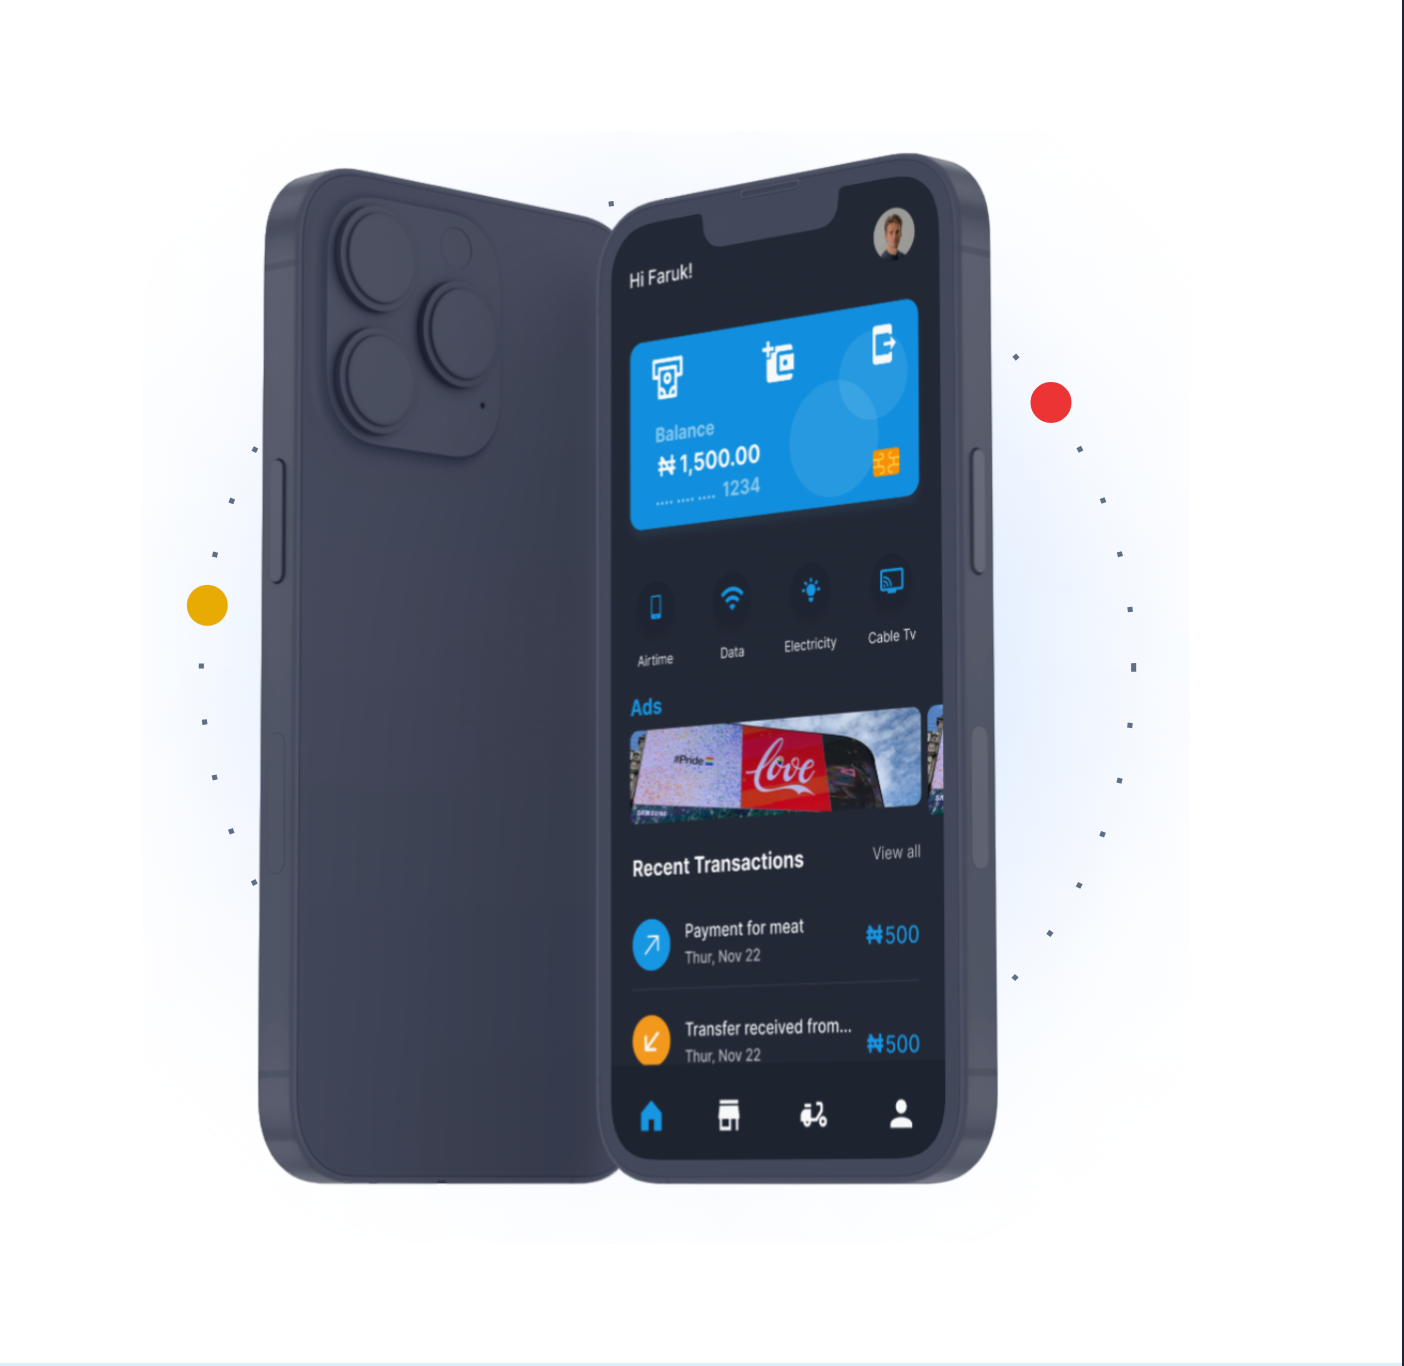 Hi Faruk!
Balance
₦ 1,500.00
.... .... .... 1234
Airtime
Data
Electricity
Cable Tv
Ads
#Pride
love
SAMSUNG
Recent Transactions
View all
Payment for meat
₦500
Thur, Nov 22
Transfer received from...
₦500
Thur, Nov 22